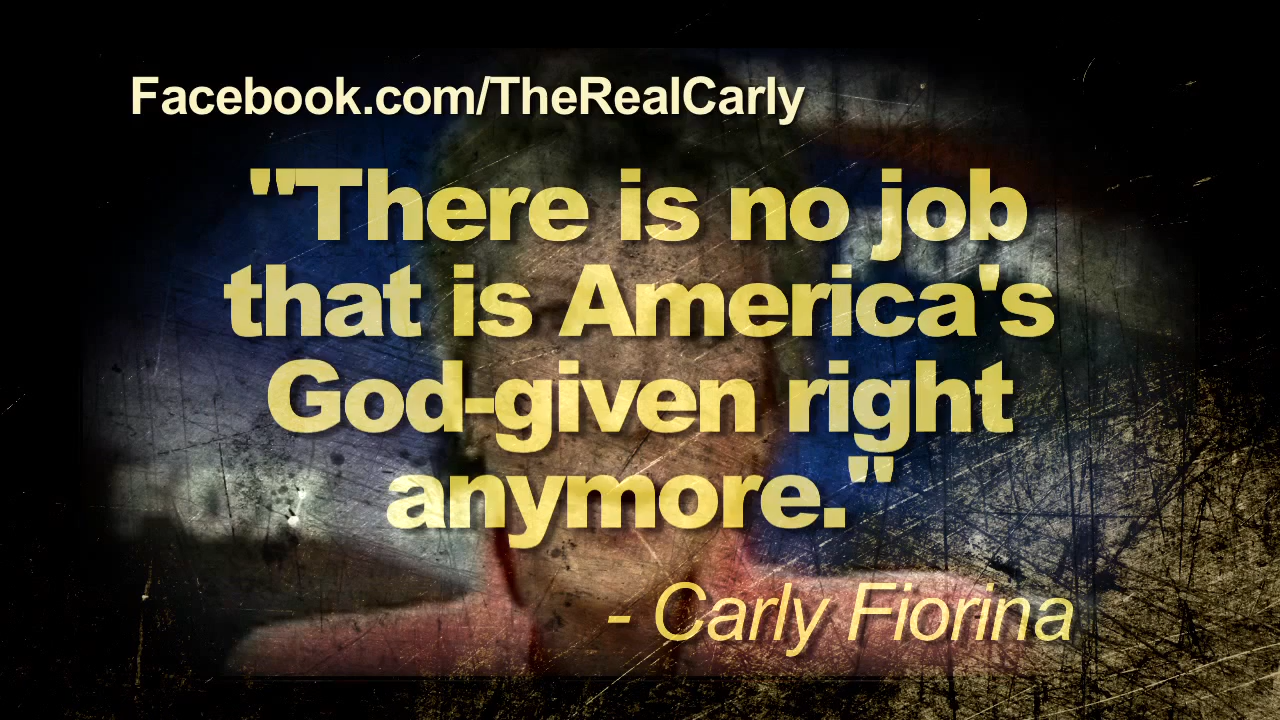 Facebook.com/TheRealCarly
"There is no job
that is America's
God-given right
anymore."
- Carly Fiorina